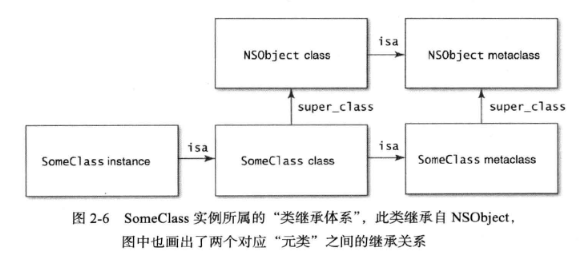 NSObject class
isa
NSObject metaclass
super_class
super_class
SomeClass instance
isa
SomeClass class
isa
SomeClass metaclass
图 2-6 SomeClass 实例所属的“类继承体系”，此类继承自 NSObject，
图中也画出了两个对应“元类”之间的继承关系